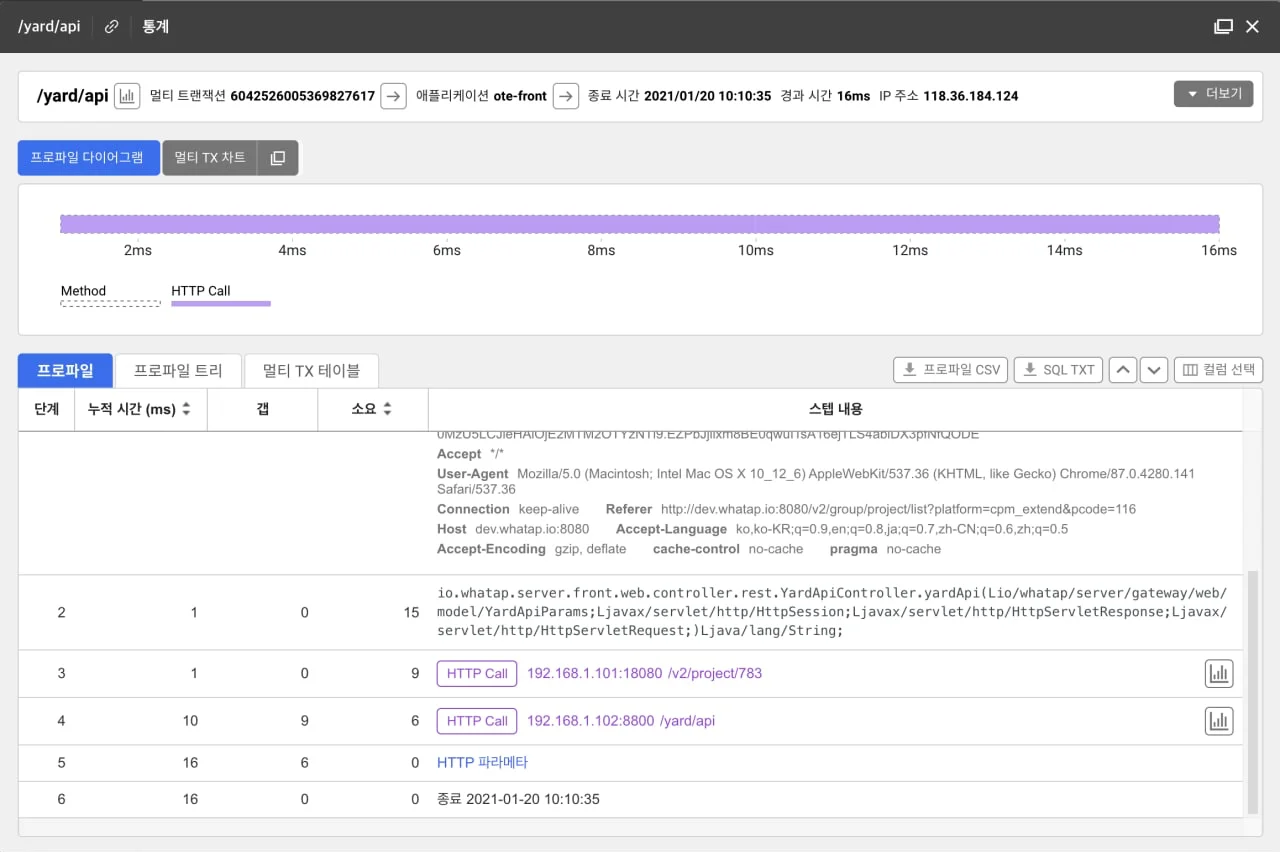 /yard/api 통계
/yard/api 멀티 트랜잭션 6042526005369827617 애플리케이션 ote-front 종료 시간 2021/01/20 10:10:35 경과 시간 16ms IP 주소 118.36.184.124 더보기
프로파일 다이어그램 멀티 TX 차트
2ms 4ms 6ms 8ms 10ms 12ms 14ms 16ms
Method HTTP Call
프로파일 프로파일 트리 멀티 TX 테이블 프로파일 CSV SQL TXT 컬럼 선택
단계 누적 시간 (ms) 갭 소요 스텝 내용
Accept */*
User-Agent Mozilla/5.0 (Macintosh; Intel Mac OS X 10_12_6) AppleWebKit/537.36 (KHTML, like Gecko) Chrome/87.0.4280.141
Safari/537.36
Connection keep-alive Referer http://dev.whatap.io:8080/v2/group/project/list?platform=cpm_extend&pcode=116
Host dev.whatap.io:8080 Accept-Language ko,ko-KR;q=0.9,en;q=0.8,ja;q=0.7,zh-CN;q=0.6,zh;q=0.5
Accept-Encoding gzip, deflate cache-control no-cache pragma no-cache
2 1 0 15 io.whatap.server.front.web.controller.rest.YardApiController.yardApi(Lio/whatap/server/gateway/web/
model/YardApiParams;Ljavax/servlet/http/HttpSession;Ljavax/servlet/http/HttpServletResponse;Ljavax/
servlet/http/HttpServletRequest;)Ljava/lang/String;
3 1 0 9 HTTP Call 192.168.1.101:18080 /v2/project/783
4 10 9 6 HTTP Call 192.168.1.102:8800 /yard/api
5 16 6 0 HTTP 파라메타
6 16 0 0 종료 2021-01-20 10:10:35